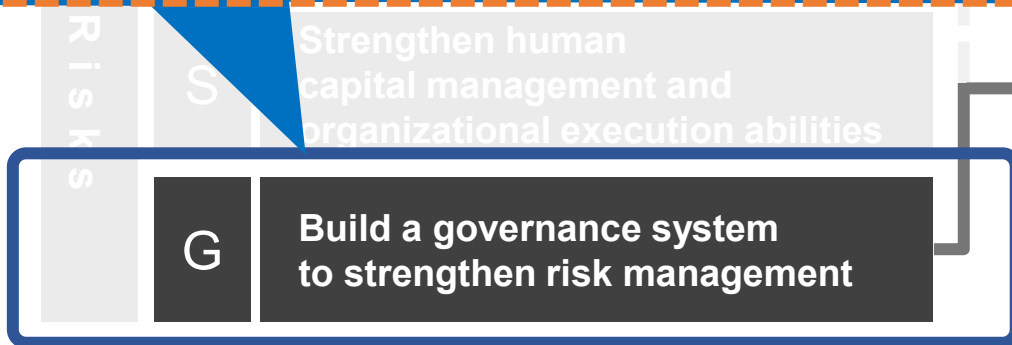 Risks
S
Strengthen human
capital management and
organizational execution abilities
G
Build a governance system
to strengthen risk management